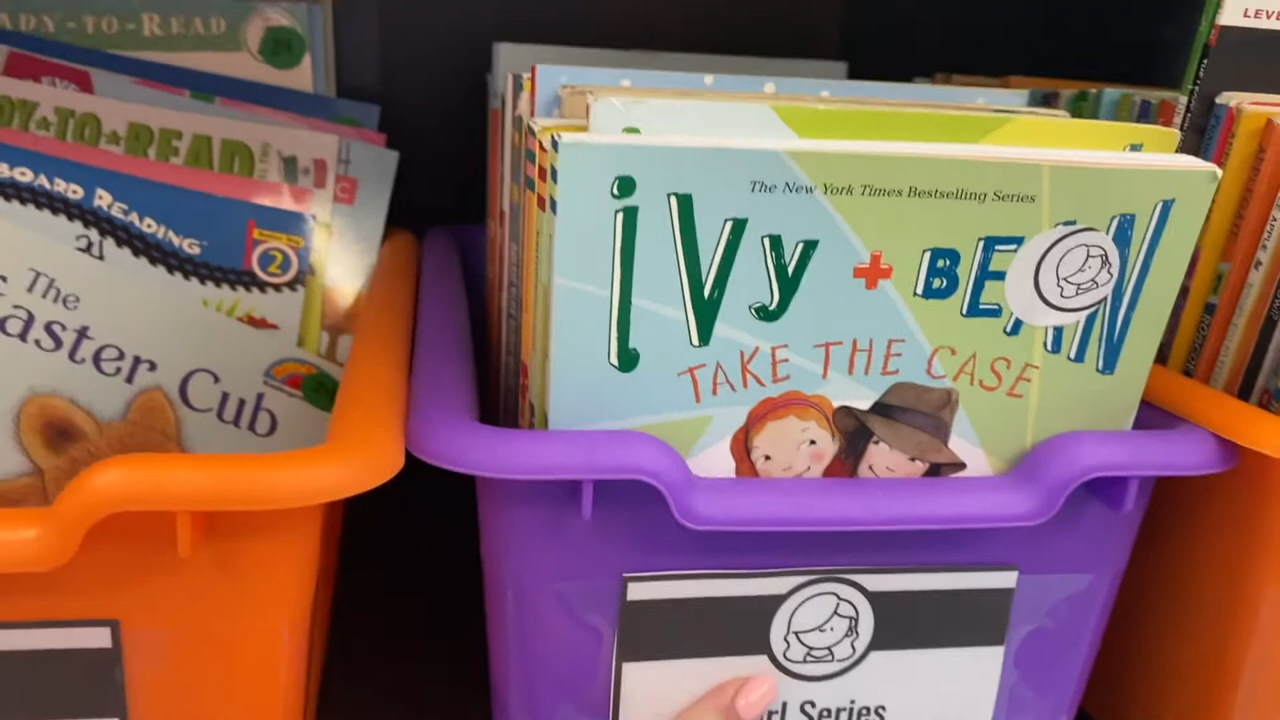 ADY-TO-READ
DY★TO★READ
BOARD READING
2
The
aster Cub
The New York Times Bestselling Series
ivy + BEAN
TAKE THE CASE
rl Series
LEVE
APPLE &